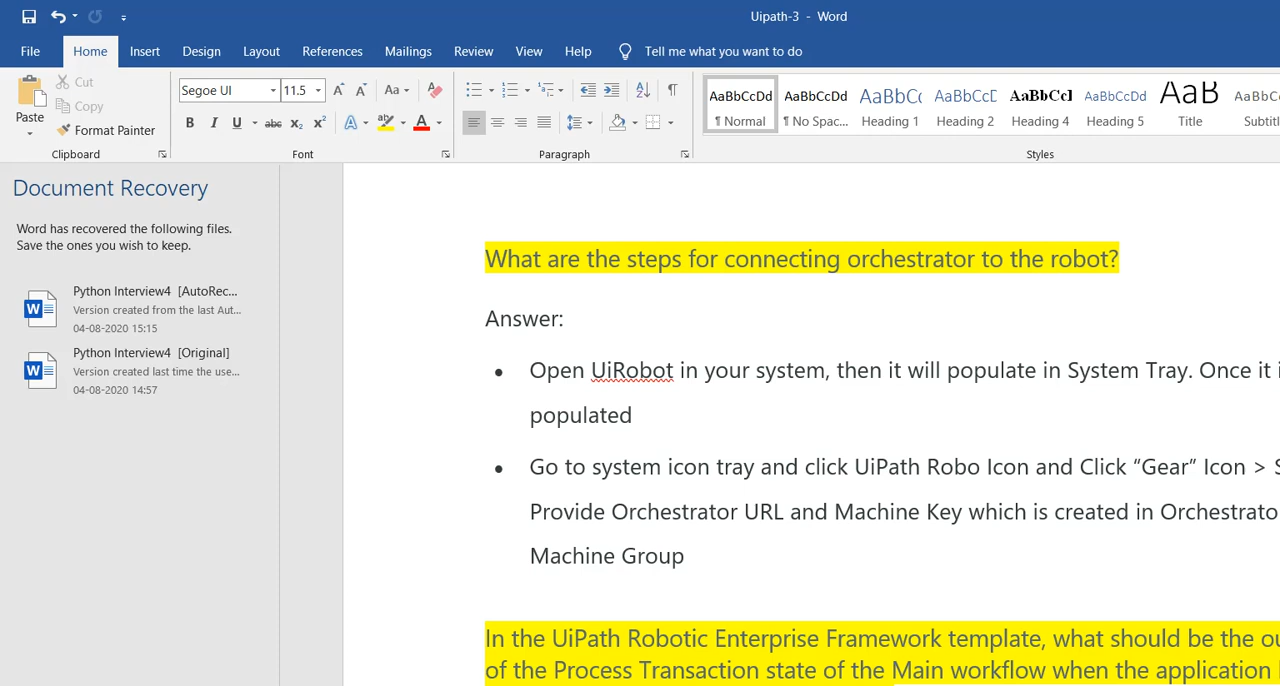 Uipath-3 - Word
File Home Insert Design Layout References Mailings Review View Help Tell me what you want to do
Paste
Cut
Copy
Format Painter
Clipboard
Segoe UI 11.5
Font
Paragraph
AaBbCcDd AaBbCcDd AaBbC AaBbCcD AaBbCcI AaBbCcDd AaB AaBbCc
¶ Normal ¶ No Spac... Heading 1 Heading 2 Heading 4 Heading 5 Title
Styles
Document Recovery
Word has recovered the following files.
Save the ones you wish to keep.
Python Interview4 [AutoRec...
Version created from the last Aut...
04-08-2020 15:15
Python Interview4 [Original]
Version created last time the use...
04-08-2020 14:57
What are the steps for connecting orchestrator to the robot?
Answer:
• Open UiRobot in your system, then it will populate in System Tray. Once it
populated
• Go to system icon tray and click UiPath Robo Icon and Click “Gear” Icon >
Provide Orchestrator URL and Machine Key which is created in
Machine Group
In the UiPath Robotic Enterprise Framework template, what should be the
of the Process Transaction state of the Main workflow when the application